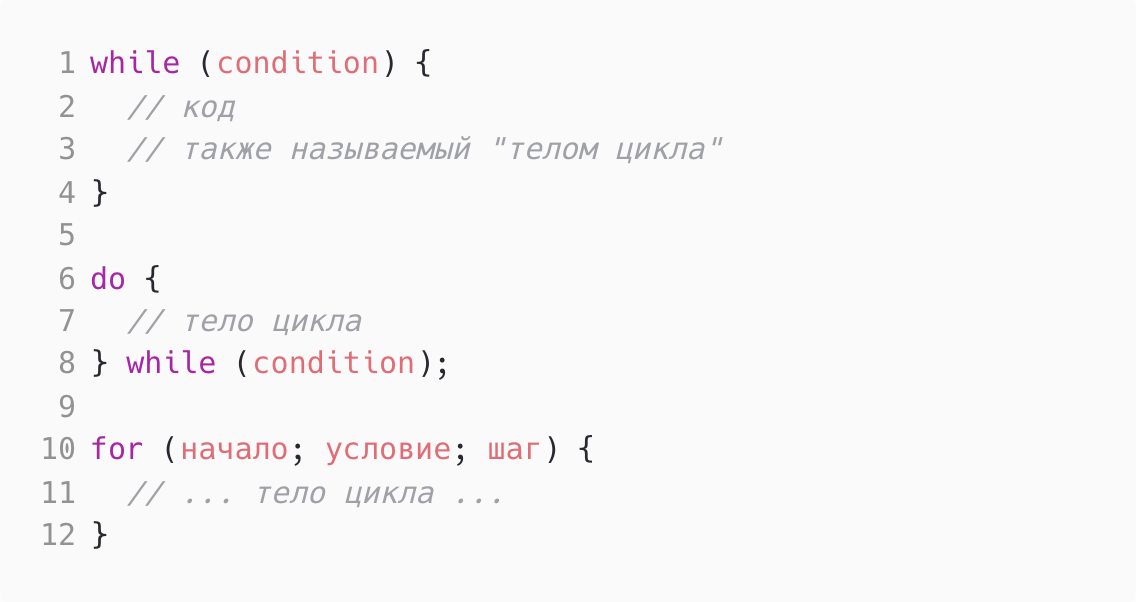 1 while (condition) {
2   // код
3   // также называемый "телом цикла"
4 }
5
6 do {
7   // тело цикла
8 } while (condition);
9
10 for (начало; условие; шаг) {
11   // ... тело цикла ...
12 }